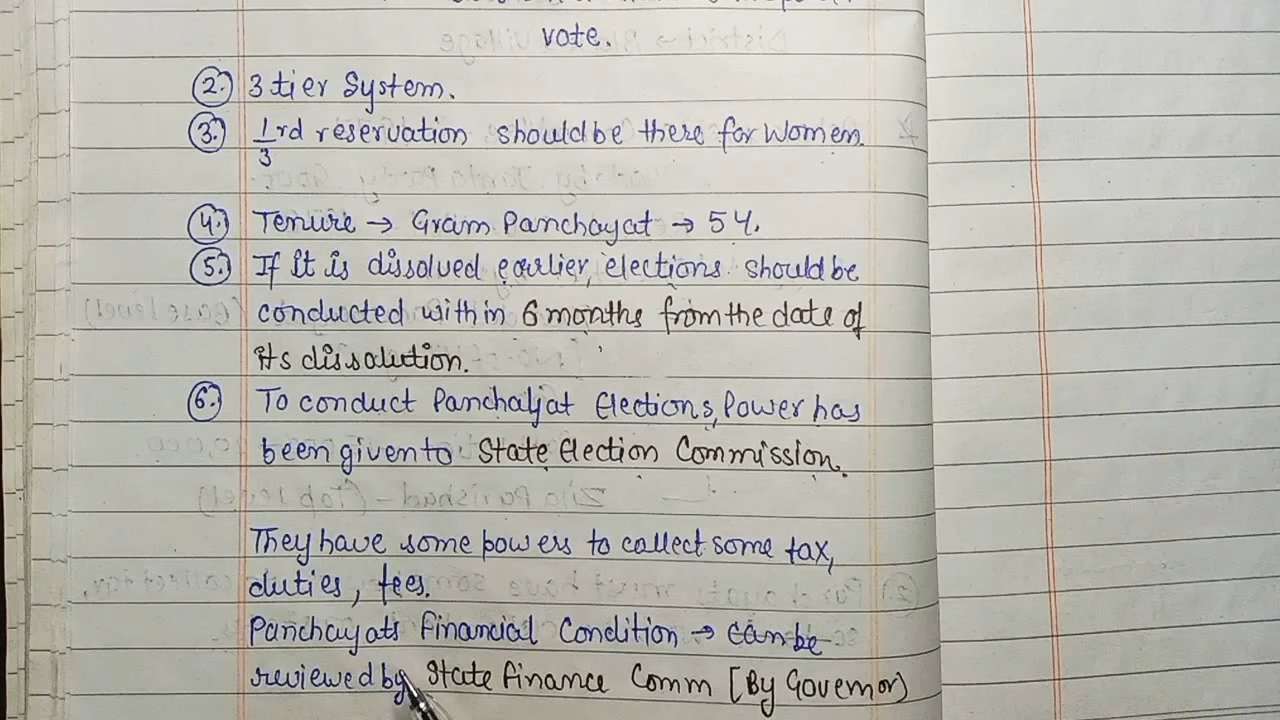 vote.
2. 3 tier System.
3. 1/3 rd reservation should be there for Women.
4. Tenure → Gram Panchayat → 5 Y.
5. If It is dissolved earlier, elections should be
conducted within 6 months from the date of
its dissolution.
6. To conduct Panchayat Elections, Power has
been given to State Election Commission.
They have some powers to collect some tax,
duties, fees.
Panchayats Financial Condition → can be
reviewed by State Finance Comm [By Governor)